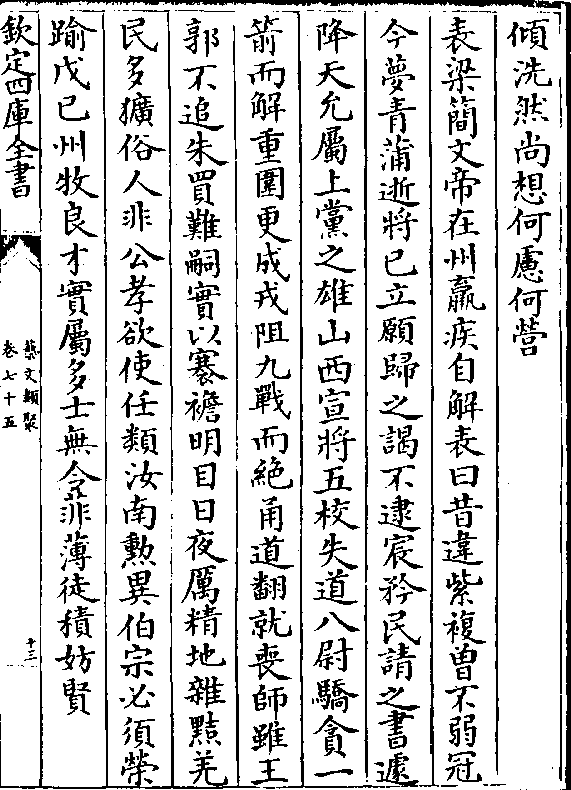 傾洗然尚想何慮何營
表梁簡文帝在州羸疾自解表曰昔違紫複曽不弱冠
今夢青蒲逝將已立願歸之謁不逮宸矜民請之書遽
降天允屬上黨之雄山西宣將五校失道八尉驕貪一
箭而解重圍更成戎阻九戰而絶甬道翻就喪師雖王
郭不追朱買難嗣實以褰襜明目日夜厲精地雜㸃羌
民多獷俗人非公孝欲使任類汝南勲異伯宗必須榮
踰戊已州牧良才實屬多士無令菲薄徒積妨賢
欽定四庫全書
藝文類聚
卷七十五
十三